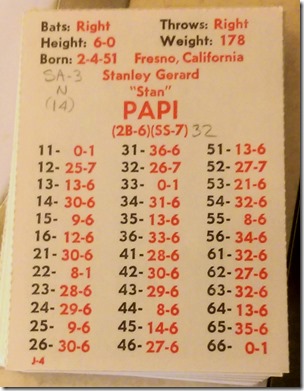 Bats: Right Throws: Right
Height: 6-0 Weight: 178
Born: 2-4-51 Fresno, California
SA-3 Stanley Gerard
N "Stan"
(14) PAPI
(2B-6)(SS-7) 32
11- 0-1 31- 36-6 51- 13-6
12- 25-7 32- 26-6 52- 27-7
13- 13-6 33- 0-1 53- 21-6
14- 30-6 34- 31-6 54- 32-6
15- 9-6 35- 13-6 55- 8-6
16- 12-6 36- 33-6 56- 34-6
21- 30-6 41- 28-6 61- 32-6
22- 8-1 42- 30-6 62- 27-6
23- 28-6 43- 29-6 63- 32-6
24- 29-6 44- 8-6 64- 13-6
25- 9-6 45- 14-6 65- 35-6
26- 30-6 46- 27-6 66- 0-1
J-4